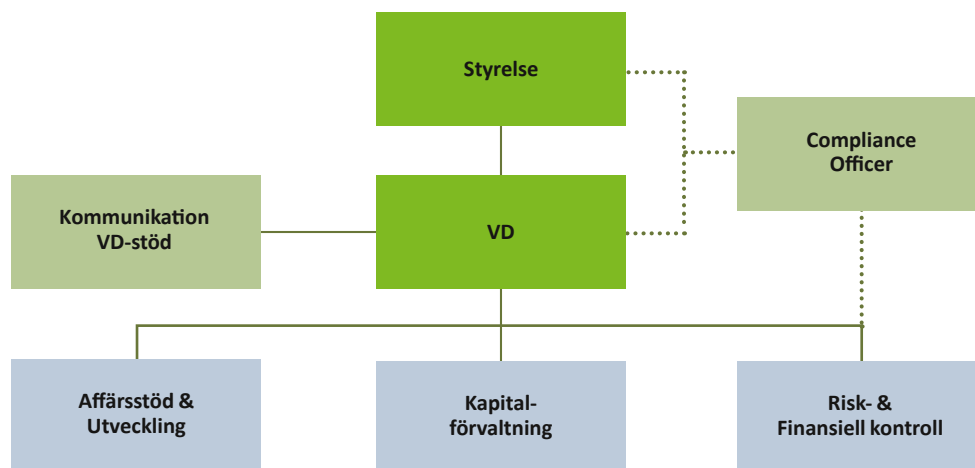 Styrelse
Compliance
Officer
Kommunikation
VD-stöd
VD
Affärsstöd &
Utveckling
Kapital-
förvaltning
Risk- &
Finansiell kontroll